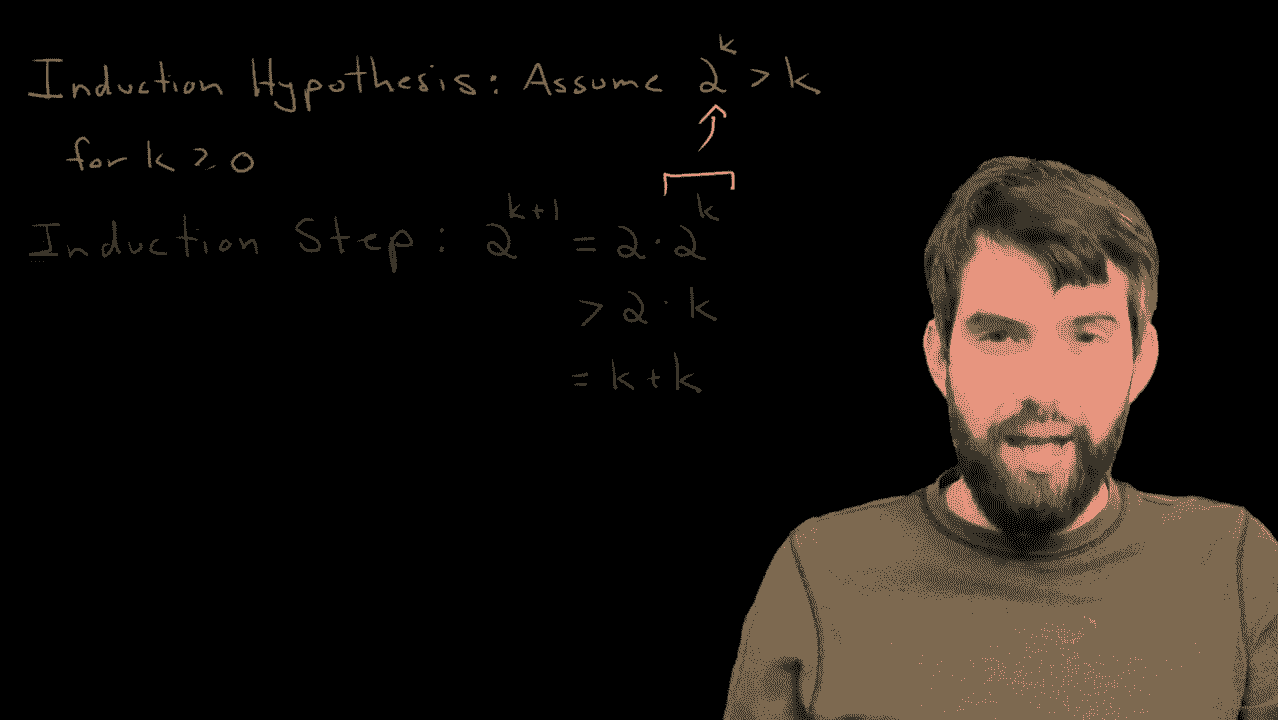 Induction Hypothesis: Assume 2^k > k
for k ≥ 0
Induction Step: 2^{k+1} = 2·2^k
> 2·k
= k+k